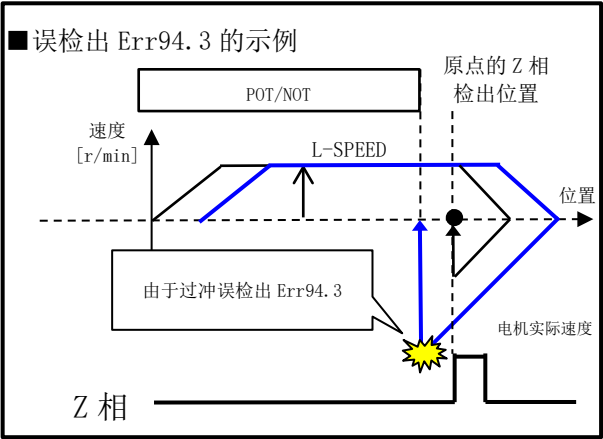 ■误检出 Err94.3 的示例
原点的 Z 相
检出位置
POT/NOT
速度
[r/min]
L-SPEED
位置
由于过冲误检出 Err94.3
电机实际速度
Z 相